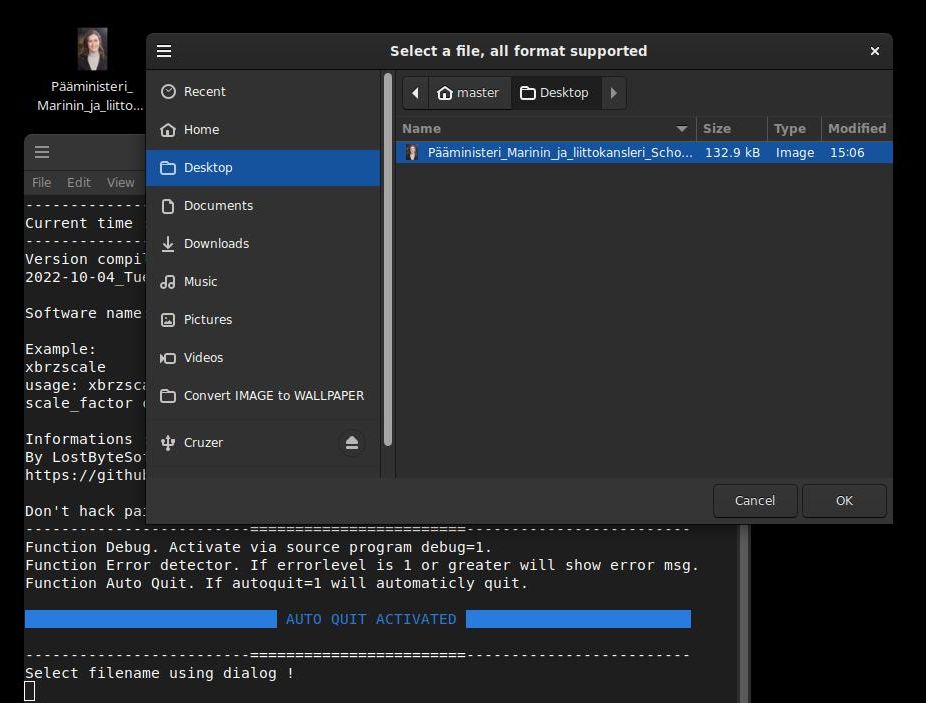 Pääministeri_
Marinin_ja_liitto...
Select a file, all format supported
Recent
Home
Desktop
Documents
Downloads
Music
Pictures
Videos
Convert IMAGE to WALLPAPER
Cruzer
master
Desktop
Name Size Type Modified
Pääministeri_Marinin_ja_liittokansleri_Scho... 132.9 kB Image 15:06
Cancel OK
File Edit View
-------------
Current time
-------------
Version compil
2022-10-04_Tue
Software name
Example:
xbrzscale
usage: xbrzsca
scale_factor
Informations
By LostByteSof
https://github
Don't hack pai
-------------------------========================-------------------------
Function Debug. Activate via source program debug=1.
Function Error detector. If errorlevel is 1 or greater will show error msg.
Function Auto Quit. If autoquit=1 will automaticly quit.
AUTO QUIT ACTIVATED
-------------------------========================-------------------------
Select filename using dialog !